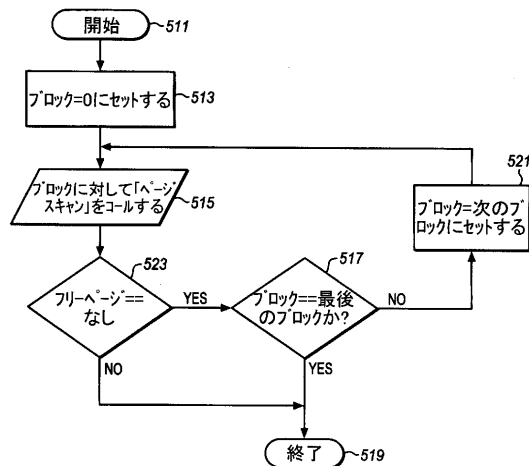 開始
511
ブロック=0にセットする
513
ブロックに対して「ページ
スキャン」をコールする
515
521
ブロック=次のブ
ロックにセットする
523
フリーページ==
なし
YES
NO
517
ブロック==最後
のブロックか?
NO
YES
終了
519